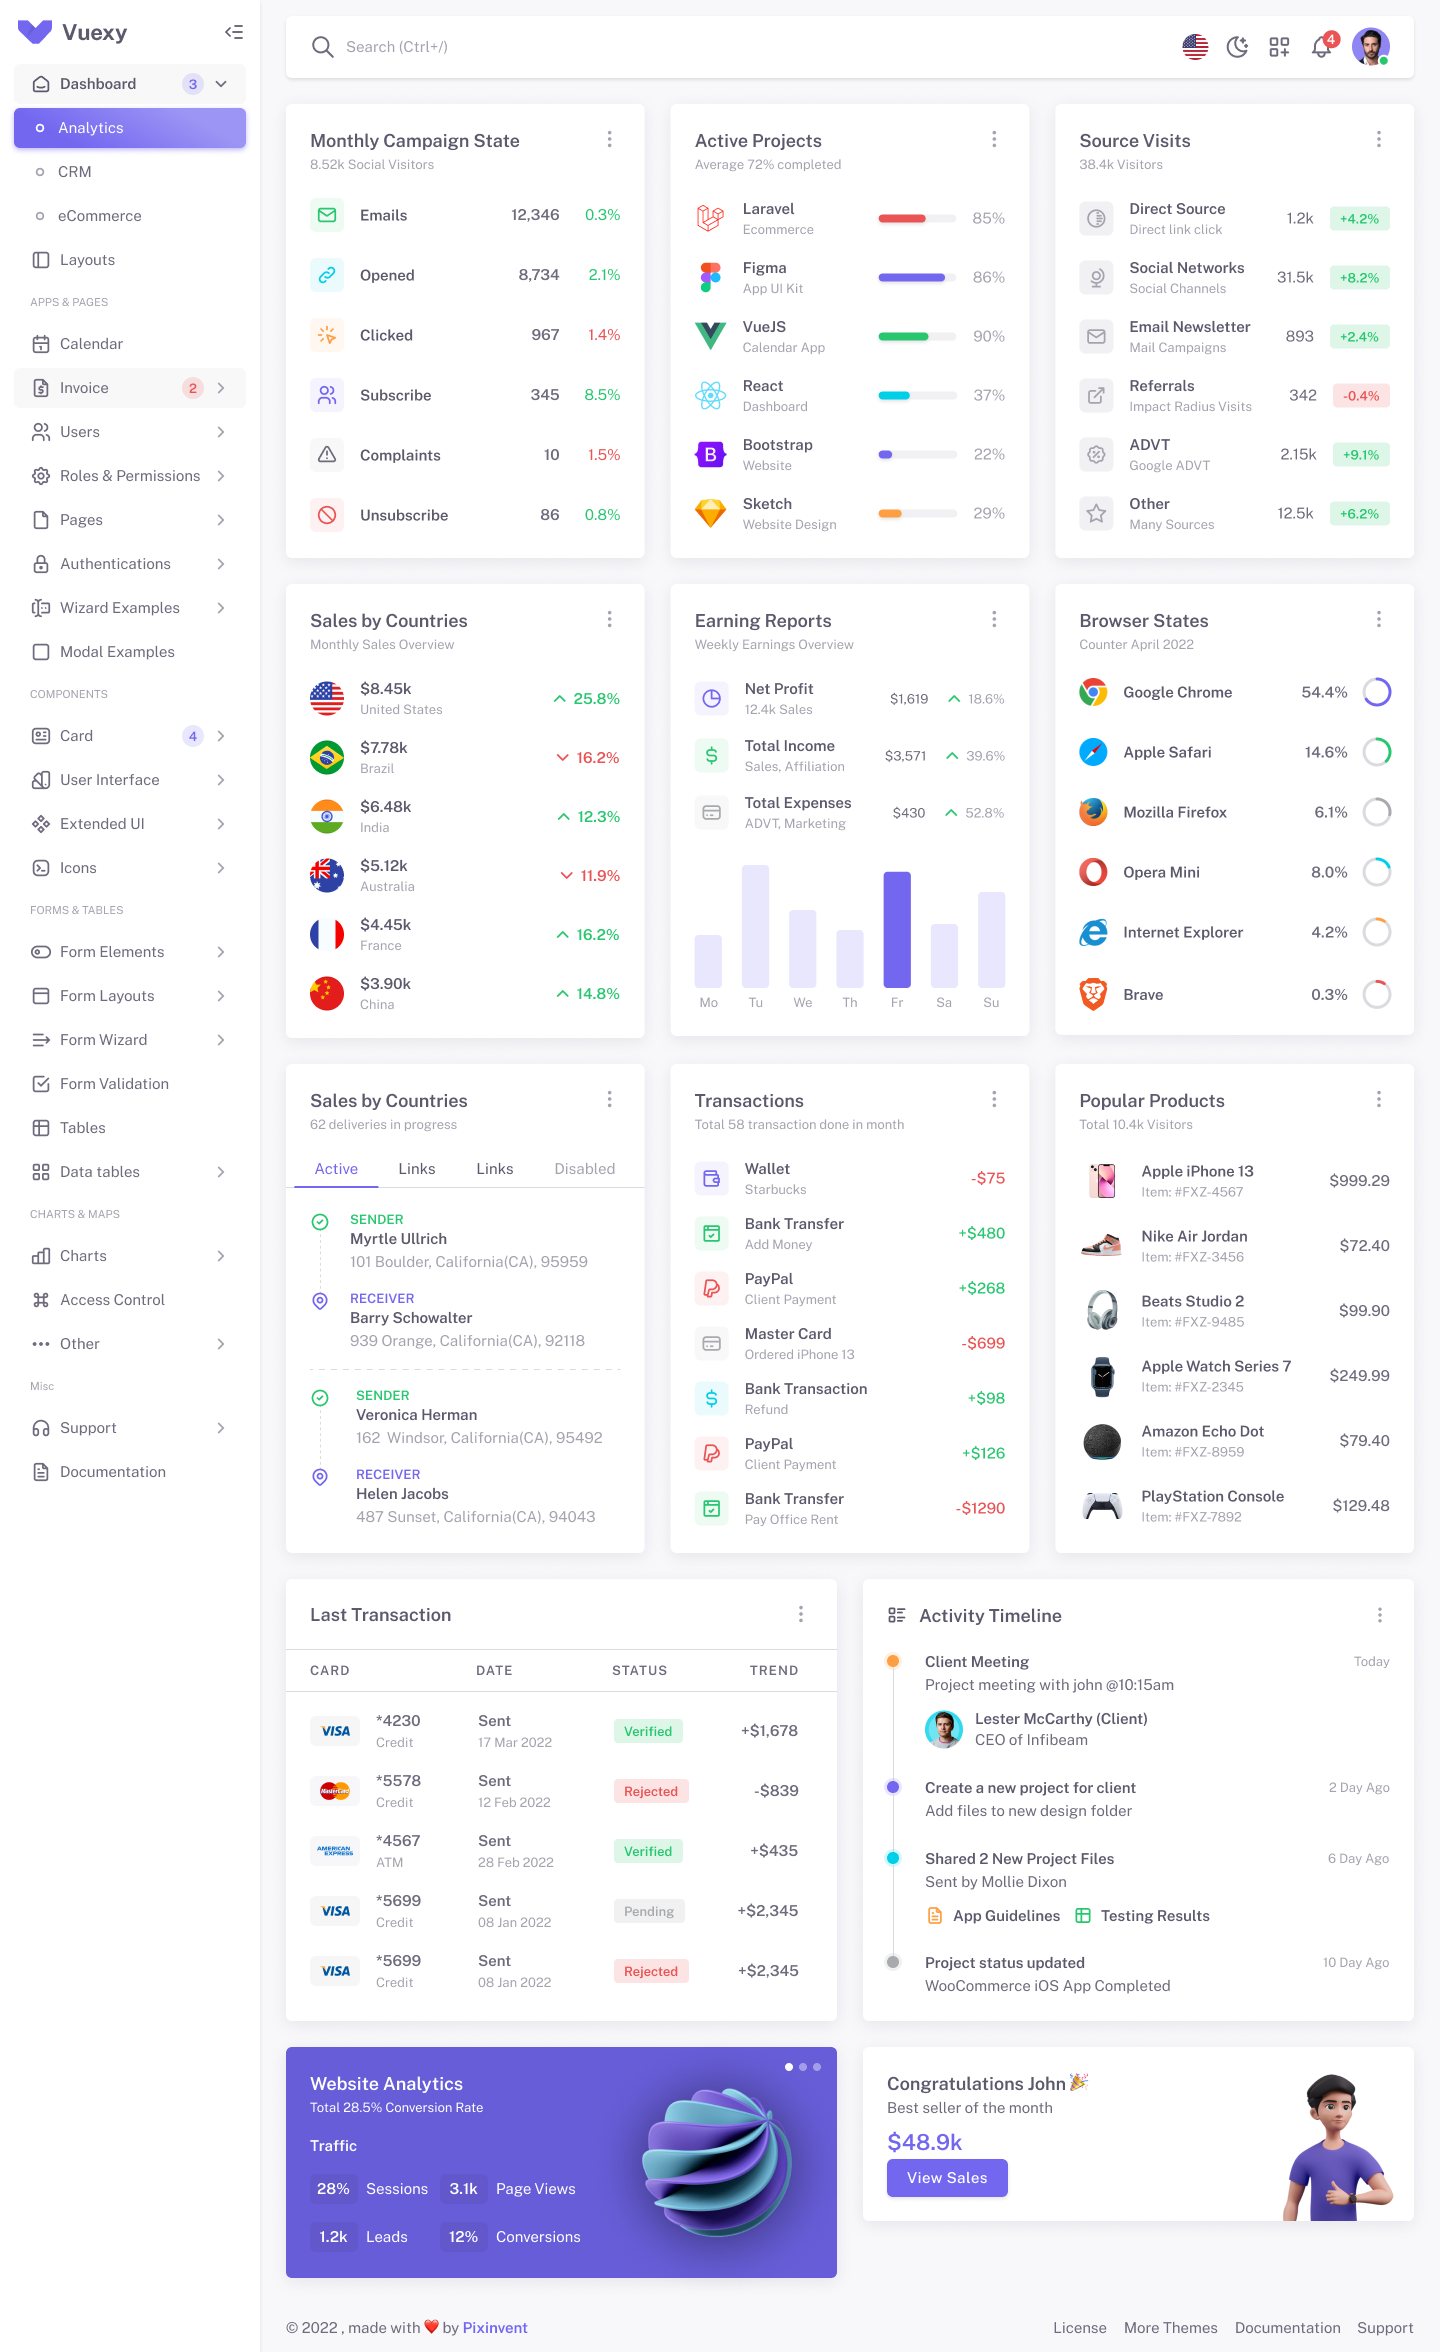 Vuexy
Dashboard 3
Analytics
CRM
eCommerce
Layouts
APPS & PAGES
Calendar
Invoice 2
Users
Roles & Permissions
Pages
Authentications
Wizard Examples
Modal Examples
COMPONENTS
Card 4
User Interface
Extended UI
Icons
FORMS & TABLES
Form Elements
Form Layouts
Form Wizard
Form Validation
Tables
Data tables
CHARTS & MAPS
Charts
Access Control
Other
Misc
Support
Documentation
Search (Ctrl+/)
4
Monthly Campaign State
8.52k Social Visitors
Emails 12,346 0.3%
Opened 8,734 2.1%
Clicked 967 1.4%
Subscribe 345 8.5%
Complaints 10 1.5%
Unsubscribe 86 0.8%
Active Projects
Average 72% completed
Laravel
Ecommerce
85%
Figma
App UI Kit
86%
VueJS
Calendar App
90%
React
Dashboard
37%
B
Bootstrap
Website
22%
Sketch
Website Design
29%
Source Visits
38.4k Visitors
Direct Source
Direct link click
1.2k +4.2%
Social Networks
Social Channels
31.5k +8.2%
Email Newsletter
Mail Campaigns
893 +2.4%
Referrals
Impact Radius Visits
342 -0.4%
ADVT
Google ADVT
2.15k +9.1%
Other
Many Sources
12.5k +6.2%
Sales by Countries
Monthly Sales Overview
$8.45k
United States
25.8%
$7.78k
Brazil
16.2%
$6.48k
India
12.3%
$5.12k
Australia
11.9%
$4.45k
France
16.2%
$3.90k
China
14.8%
Earning Reports
Weekly Earnings Overview
Net Profit
12.4k Sales
$1,619 18.6%
Total Income
Sales, Affiliation
$3,571 39.6%
Total Expenses
ADVT, Marketing
$430 52.8%
Mo Tu We Th Fr Sa Su
Browser States
Counter April 2022
Google Chrome 54.4%
Apple Safari 14.6%
Mozilla Firefox 6.1%
Opera Mini 8.0%
Internet Explorer 4.2%
Brave 0.3%
Sales by Countries
62 deliveries in progress
Active Links Links Disabled
SENDER
Myrtle Ullrich
101 Boulder, California(CA), 95959
RECEIVER
Barry Schowalter
939 Orange, California(CA), 92118
SENDER
Veronica Herman
162 Windsor, California(CA), 95492
RECEIVER
Helen Jacobs
487 Sunset, California(CA), 94043
Transactions
Total 58 transaction done in month
Wallet
Starbucks
-$75
Bank Transfer
Add Money
+$480
PayPal
Client Payment
+$268
Master Card
Ordered iPhone 13
-$699
Bank Transaction
Refund
+$98
PayPal
Client Payment
+$126
Bank Transfer
Pay Office Rent
-$1290
Popular Products
Total 10.4k Visitors
Apple iPhone 13
Item: #FXZ-4567
$999.29
Nike Air Jordan
Item: #FXZ-3456
$72.40
Beats Studio 2
Item: #FXZ-9485
$99.90
Apple Watch Series 7
Item: #FXZ-2345
$249.99
Amazon Echo Dot
Item: #FXZ-8959
$79.40
PlayStation Console
Item: #FXZ-7892
$129.48
Last Transaction
CARD DATE STATUS TREND
VISA
*4230
Credit
Sent
17 Mar 2022
Verified
+$1,678
MasterCard
*5578
Credit
Sent
12 Feb 2022
Rejected
-$839
AMERICAN EXPRESS
*4567
ATM
Sent
28 Feb 2022
Verified
+$435
VISA
*5699
Credit
Sent
08 Jan 2022
Pending
+$2,345
VISA
*5699
Credit
Sent
08 Jan 2022
Rejected
+$2,345
Activity Timeline
Client Meeting Today
Project meeting with john @10:15am
Lester McCarthy (Client)
CEO of Infibeam
Create a new project for client 2 Day Ago
Add files to new design folder
Shared 2 New Project Files 6 Day Ago
Sent by Mollie Dixon
App Guidelines Testing Results
Project status updated 10 Day Ago
WooCommerce iOS App Completed
Website Analytics
Total 28.5% Conversion Rate
Traffic
28% Sessions 3.1k Page Views
1.2k Leads 12% Conversions
Congratulations John 🎉
Best seller of the month
$48.9k
View Sales
© 2022 , made with ❤️ by Pixinvent
License More Themes Documentation Support